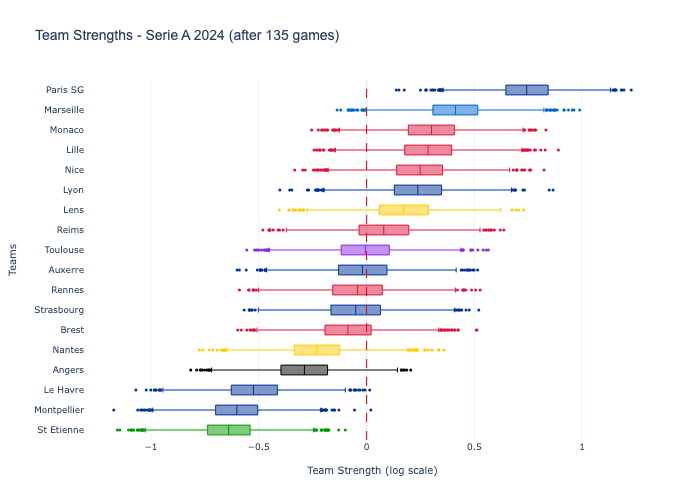 Team Strengths - Serie A 2024 (after 135 games)
Paris SG
Marseille
Monaco
Lille
Nice
Lyon
Lens
Reims
Toulouse
Auxerre
Rennes
Strasbourg
Brest
Nantes
Angers
Le Havre
Montpellier
St Etienne
Teams
−1
−0.5
0
0.5
1
Team Strength (log scale)